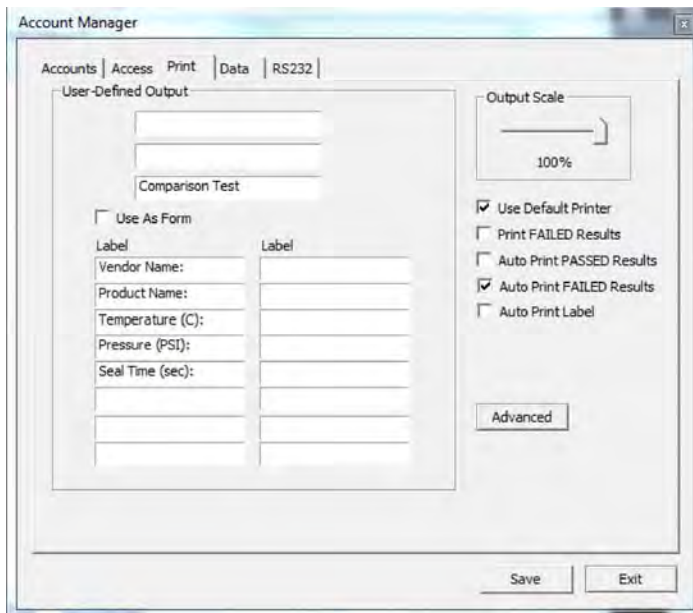 Account Manager
Accounts Access Print Data RS232
User-Defined Output
Comparison Test
Use As Form
Label Label
Vendor Name:
Product Name:
Temperature (C):
Pressure (PSI):
Seal Time (sec):
Output Scale
100%
Use Default Printer
Print FAILED Results
Auto Print PASSED Results
Auto Print FAILED Results
Auto Print Label
Advanced
Save Exit